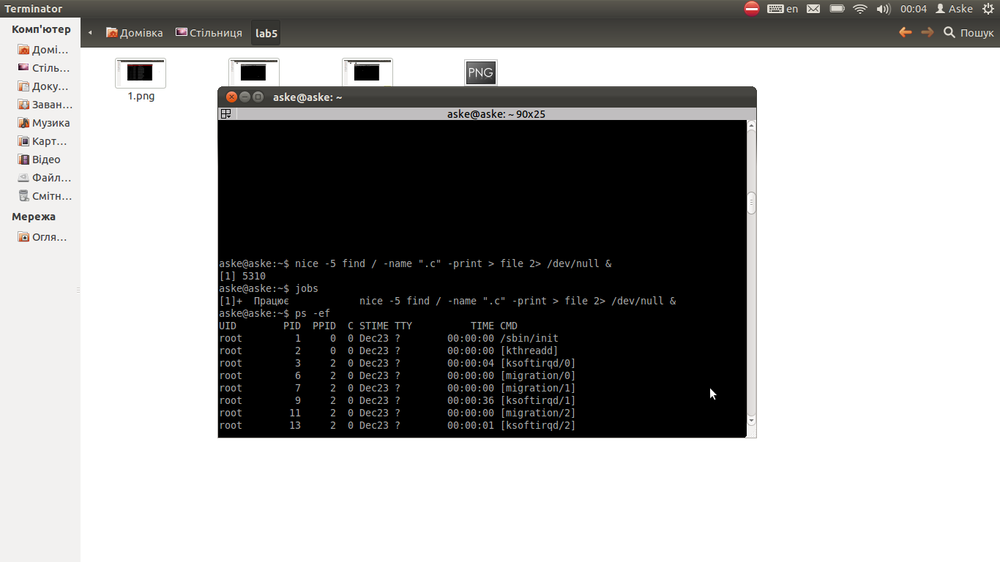 Terminator
en
00:04
Aske
Комп'ютер
Домі...
Стіль...
Доку...
Заван...
Музика
Карт...
Відео
Файл...
Смітн...
Мережа
Огля...
Домівка
Стільниця
lab5
Пошук
1.png
PNG
aske@aske: ~
aske@aske: ~ 90x25
aske@aske:~$ nice -5 find / -name ".c" -print > file 2> /dev/null &
[1] 5310
aske@aske:~$ jobs
[1]+  Працює            nice -5 find / -name ".c" -print > file 2> /dev/null &
aske@aske:~$ ps -ef
UID        PID  PPID  C STIME TTY          TIME CMD
root         1     0  0 Dec23 ?        00:00:00 /sbin/init
root         2     0  0 Dec23 ?        00:00:00 [kthreadd]
root         3     2  0 Dec23 ?        00:00:04 [ksoftirqd/0]
root         6     2  0 Dec23 ?        00:00:00 [migration/0]
root         7     2  0 Dec23 ?        00:00:00 [migration/1]
root         9     2  0 Dec23 ?        00:00:36 [ksoftirqd/1]
root        11     2  0 Dec23 ?        00:00:00 [migration/2]
root        13     2  0 Dec23 ?        00:00:01 [ksoftirqd/2]